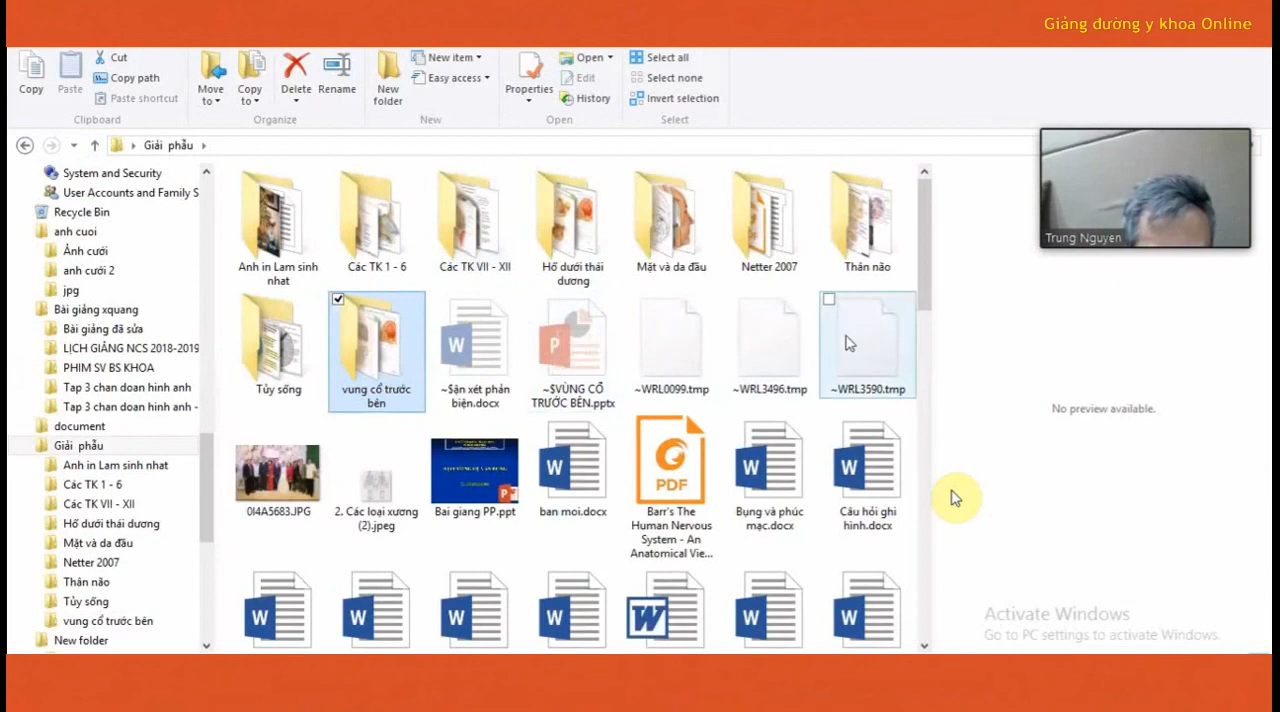 Giảng đường y khoa Online
Copy
Paste
Cut
Copy path
Paste shortcut
Clipboard
Move to
Copy to
Delete
Rename
Organize
New folder
New item
Easy access
New
Properties
Open
Edit
History
Open
Select all
Select none
Invert selection
Select
Giải phẫu
System and Security
User Accounts and Family S
Recycle Bin
anh cuoi
Ảnh cưới
anh cưới 2
jpg
Bài giảng xquang
Bài giảng đã sửa
LỊCH GIẢNG NCS 2018-2019
PHIM SV BS KHOA
Tap 3 chan doan hinh anh
Tap 3 chan doan hinh anh -
document
Giải phẫu
Anh in Lam sinh nhat
Các TK 1 - 6
Các TK VII - XII
Hố dưới thái dương
Mặt và da đầu
Netter 2007
Thân não
Tủy sống
vung cổ trước bên
New folder
Anh in Lam sinh
nhat
Các TK 1 - 6
Các TK VII - XII
Hố dưới thái
dương
Mặt và da đầu
Netter 2007
Thân não
Tủy sống
vung cổ trước
bên
~$ận xét phản
biện.docx
~$VÙNG CỔ
TRƯỚC BÊN.pptx
~WRL0099.tmp
~WRL3496.tmp
~WRL3590.tmp
0I4A5683.JPG
2. Các loại xương
(2).jpeg
Bai giang PP.ppt
ban moi.docx
PDF
Barr's The
Human Nervous
System - An
Anatomical Vie...
Bụng và phúc
mạc.docx
Câu hỏi ghi
hình.docx
Trung Nguyen
No preview available.
Activate Windows
Go to PC settings to activate Windows.